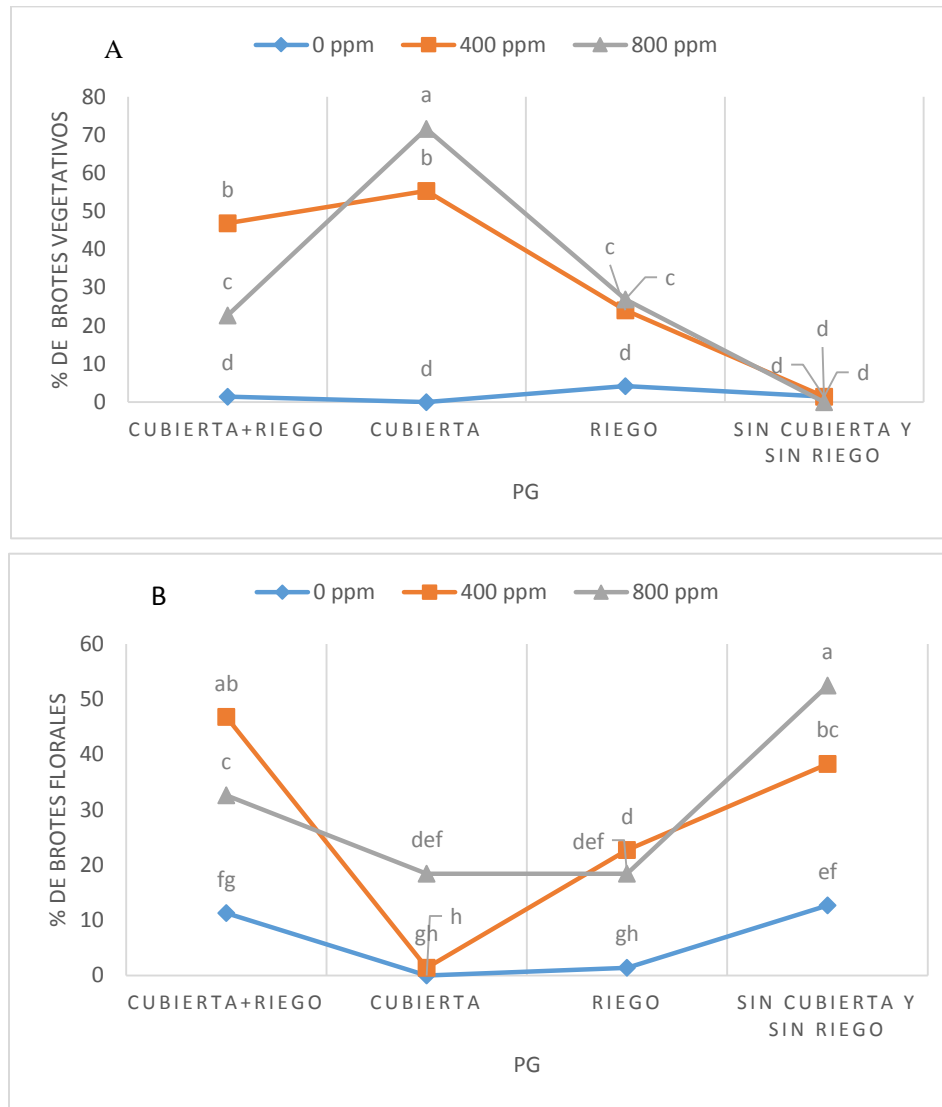 A
0 ppm 400 ppm 800 ppm
% DE BROTES VEGETATIVOS
80
70
60
50
40
30
20
10
0
b
c
d
a
b
d
c
c
d
d
d
d
CUBIERTA+RIEGO CUBIERTA RIEGO SIN CUBIERTA Y
SIN RIEGO
PG
B
0 ppm 400 ppm 800 ppm
% DE BROTES FLORALES
60
50
40
30
20
10
0
ab
c
fg
def
h
gh
d
def
gh
a
bc
ef
CUBIERTA+RIEGO CUBIERTA RIEGO SIN CUBIERTA Y
SIN RIEGO
PG